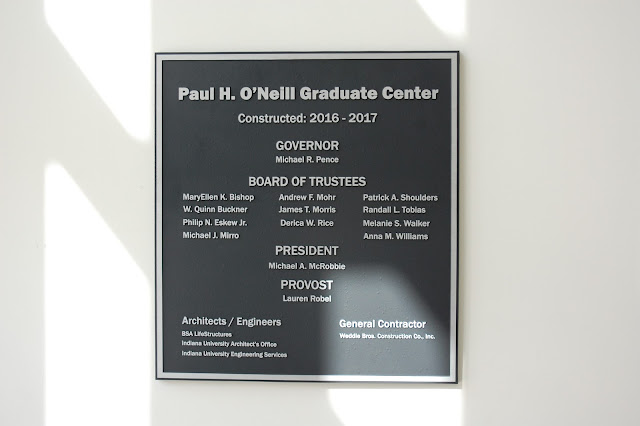 Paul H. O'Neill Graduate Center
Constructed: 2016 - 2017
GOVERNOR
Michael R. Pence
BOARD OF TRUSTEES
MaryEllen K. Bishop Andrew F. Mohr Patrick A. Shoulders
W. Quinn Buckner James T. Morris Randall L. Tobias
Philip N. Eskew Jr. Derica W. Rice Melanie S. Walker
Michael J. Mirro Anna M. Williams
PRESIDENT
Michael A. McRobbie
PROVOST
Lauren Robel
Architects / Engineers
BSA LifeStructures
Indiana University Architect's Office
Indiana University Engineering Services
General Contractor
Weddle Bros. Construction Co., Inc.